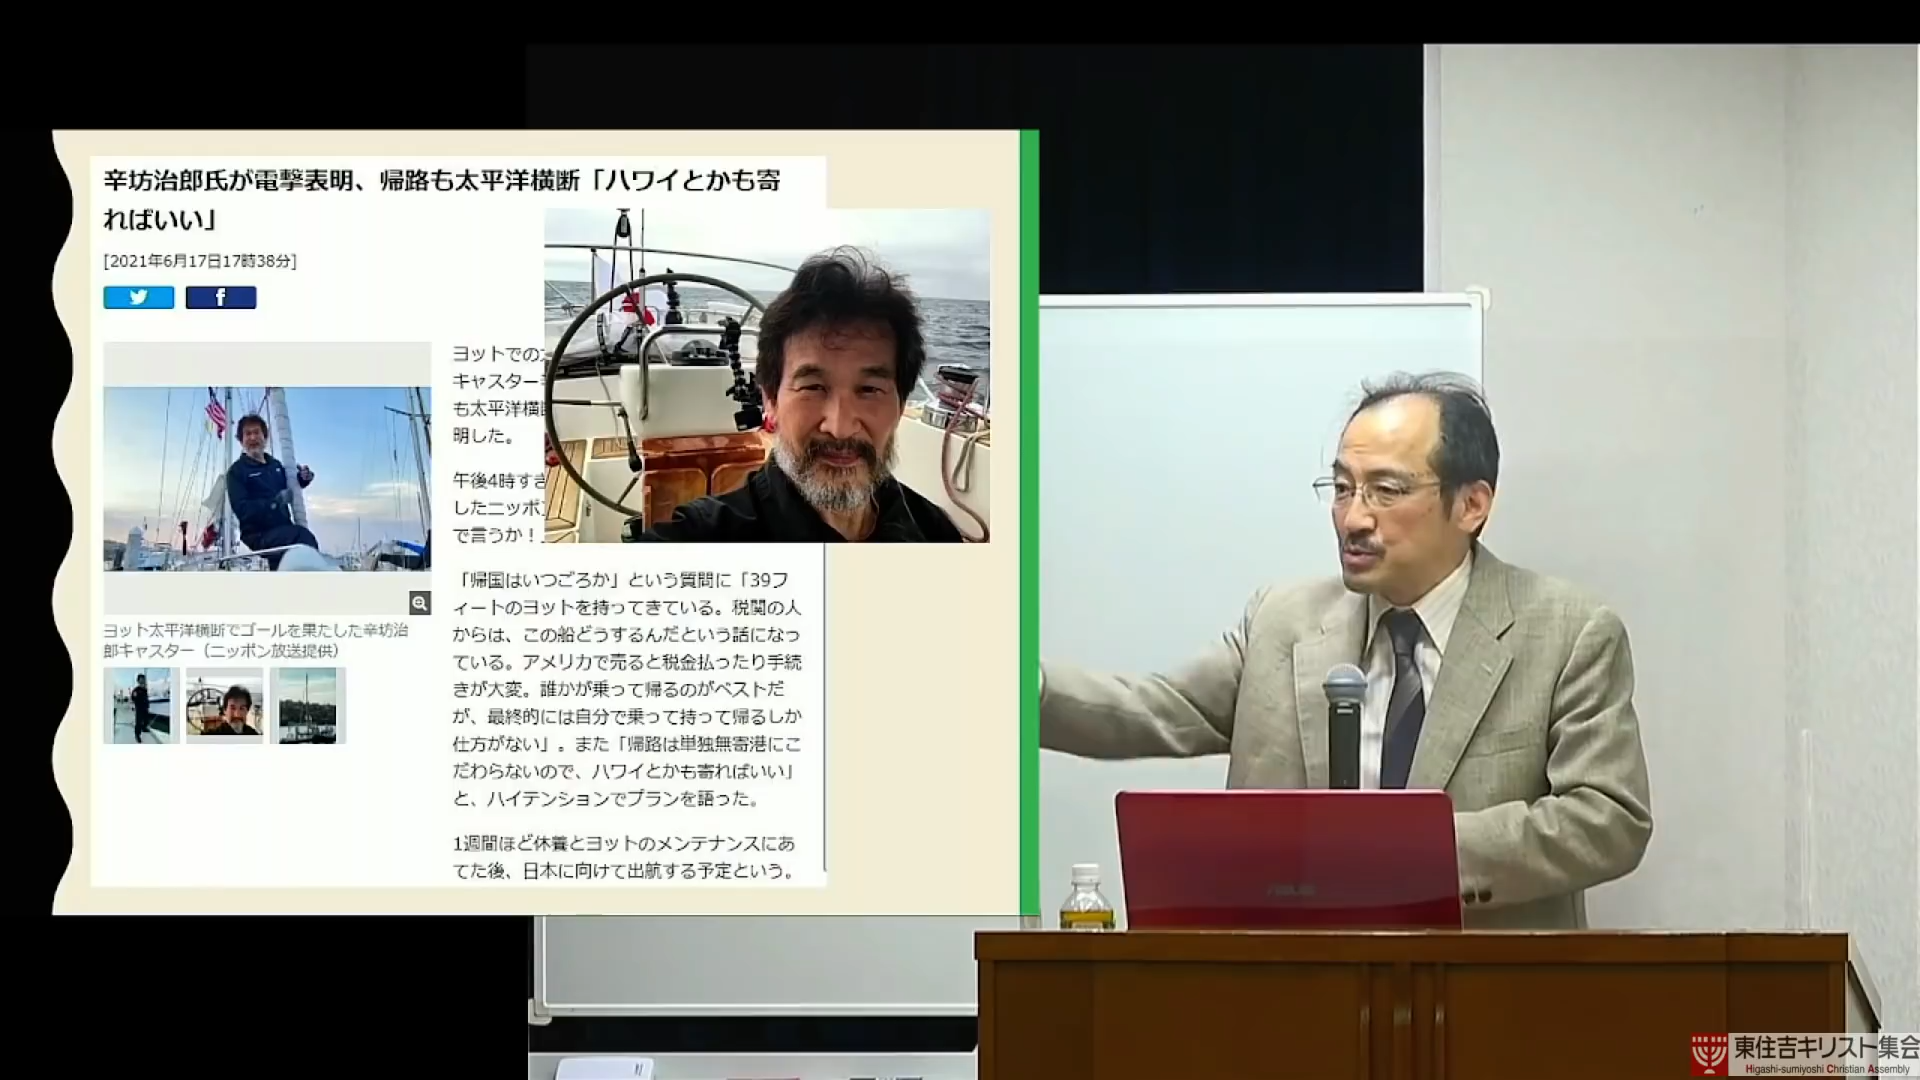 辛坊治郎氏が電撃表明、帰路も太平洋横断「ハワイとかも寄
ればいい」
[2021年6月17日17時38分]
ヨットでの
キャスター
も太平洋横
明した。
午後4時すぎ
したニッポ
で言うか！
「帰国はいつごろか」という質問に「39フ
ィートのヨットを持ってきている。税関の人
からは、この船どうするんだという話になっ
ている。アメリカで売ると税金払ったり手続
きが大変。誰かが乗って帰るのがベストだ
が、最終的には自分で乗って持って帰るしか
仕方がない」。また「帰路は単独無寄港にこ
だわらないので、ハワイとかも寄ればいい」
と、ハイテンションでプランを語った。
1週間ほど休養とヨットのメンテナンスにあ
てた後、日本に向けて出航する予定という。
ヨット太平洋横断でゴールを果たした辛坊治
郎キャスター（ニッポン放送提供）
ASUS
東住吉キリスト集会
Higashi-sumiyoshi Christian Assembly